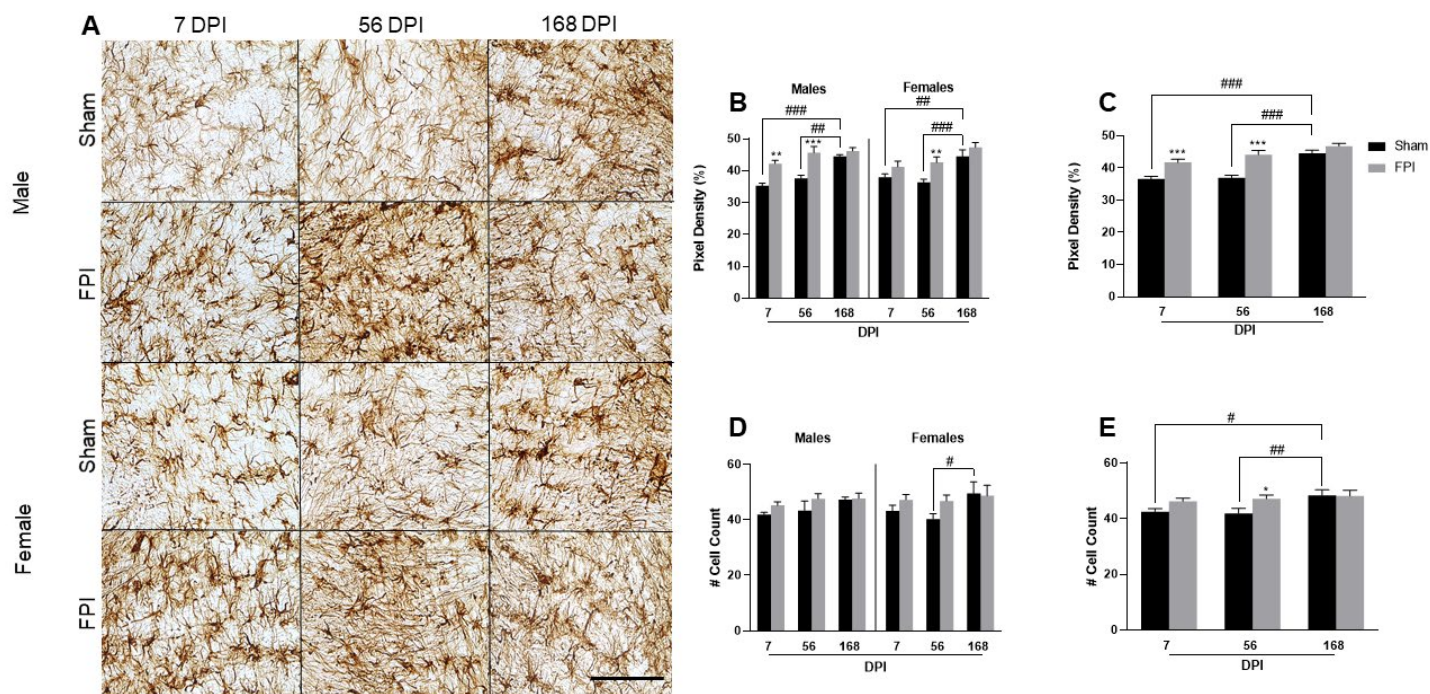 A
7 DPI
56 DPI
168 DPI
Male
Female
Sham
FPI
Sham
FPI
B
Males
Females
###
##
##
###
**
***
**
Pixel Density (%)
50
40
30
20
10
0
7
56
168
7
56
168
DPI
C
###
###
***
***
Pixel Density (%)
50
40
30
20
10
0
7
56
168
DPI
Sham
FPI
D
Males
Females
#
# Cell Count
60
40
20
0
7
56
168
7
56
168
DPI
E
#
##
*
# Cell Count
60
40
20
0
7
56
168
DPI